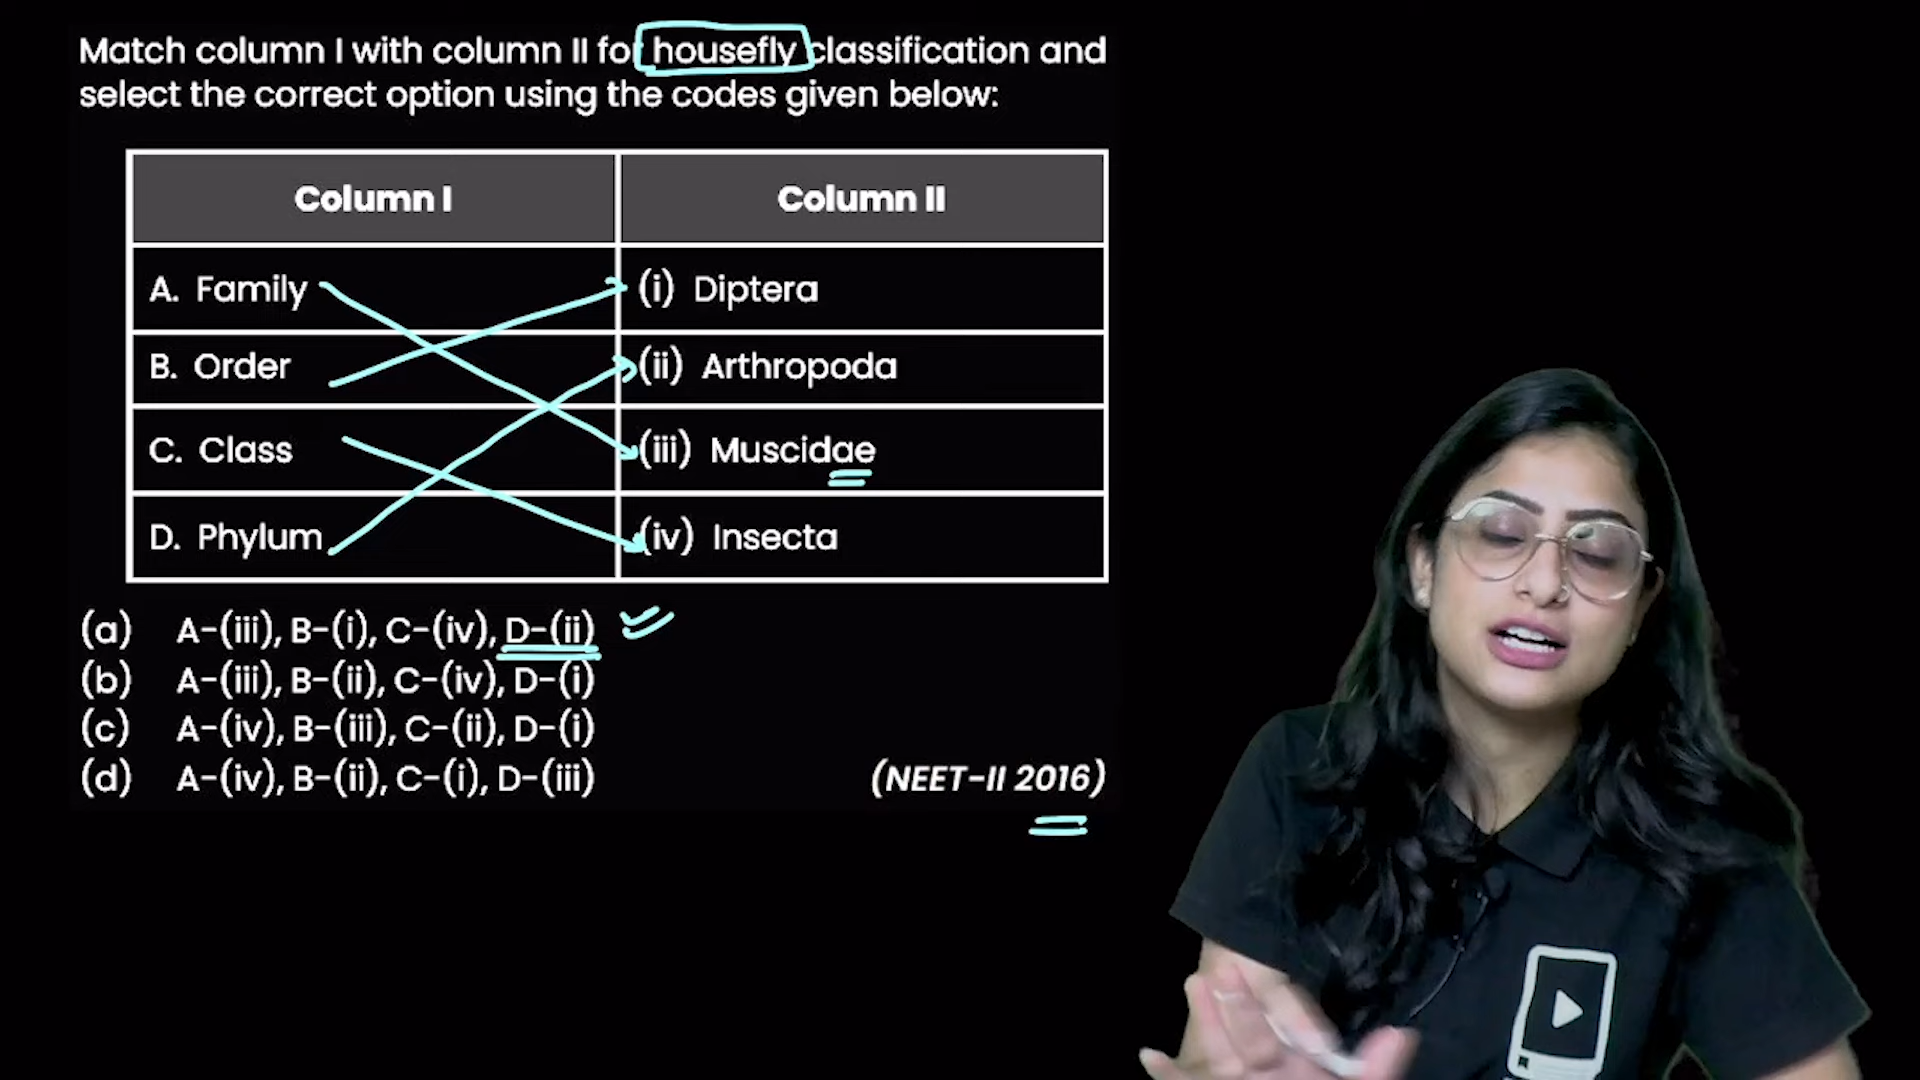 Match column I with column II for housefly classification and
select the correct option using the codes given below:
Column I Column II
A. Family (i) Diptera
B. Order (ii) Arthropoda
C. Class (iii) Muscidae
D. Phylum (iv) Insecta
(a) A-(iii), B-(i), C-(iv), D-(ii)
(b) A-(iii), B-(ii), C-(iv), D-(i)
(c) A-(iv), B-(iii), C-(ii), D-(i)
(d) A-(iv), B-(ii), C-(i), D-(iii)
(NEET-II 2016)